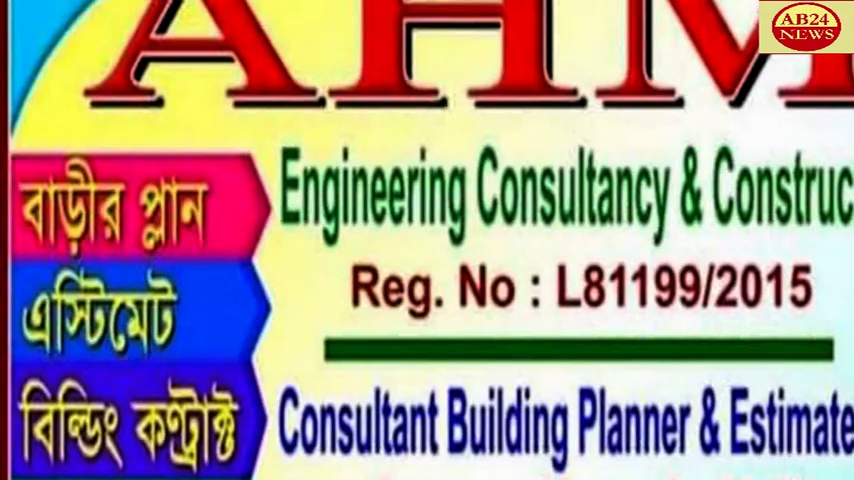 AHM
AB24
NEWS
Engineering Consultancy & Construc
বাড়ীর প্লান
Reg. No : L81199/2015
এস্টিমেট
Consultant Building Planner & Estimate
বিল্ডিং কণ্ট্রাক্ট